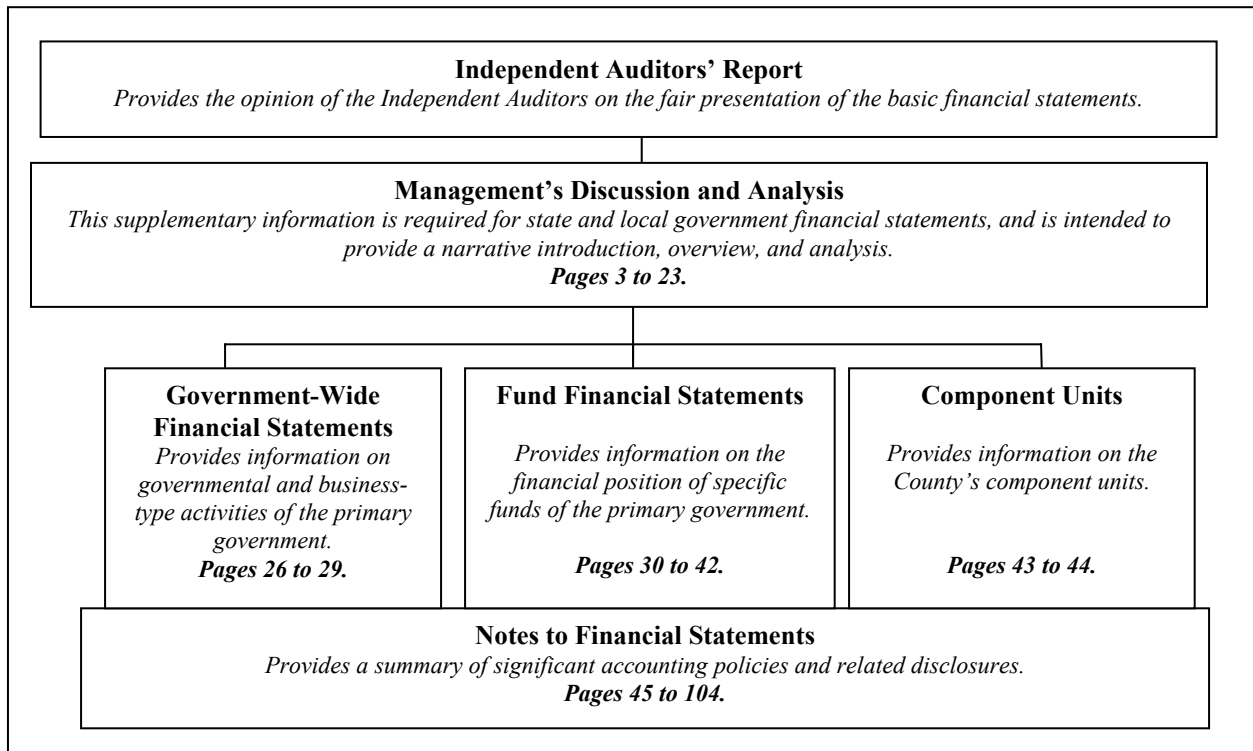 Independent Auditors’ Report
Provides the opinion of the Independent Auditors on the fair presentation of the basic financial statements.
Management’s Discussion and Analysis
This supplementary information is required for state and local government financial statements, and is intended to
provide a narrative introduction, overview, and analysis.
Pages 3 to 23.
Government-Wide
Financial Statements
Provides information on
governmental and business-
type activities of the primary
government.
Pages 26 to 29.
Fund Financial Statements
Provides information on the
financial position of specific
funds of the primary government.
Pages 30 to 42.
Component Units
Provides information on the
County’s component units.
Pages 43 to 44.
Notes to Financial Statements
Provides a summary of significant accounting policies and related disclosures.
Pages 45 to 104.